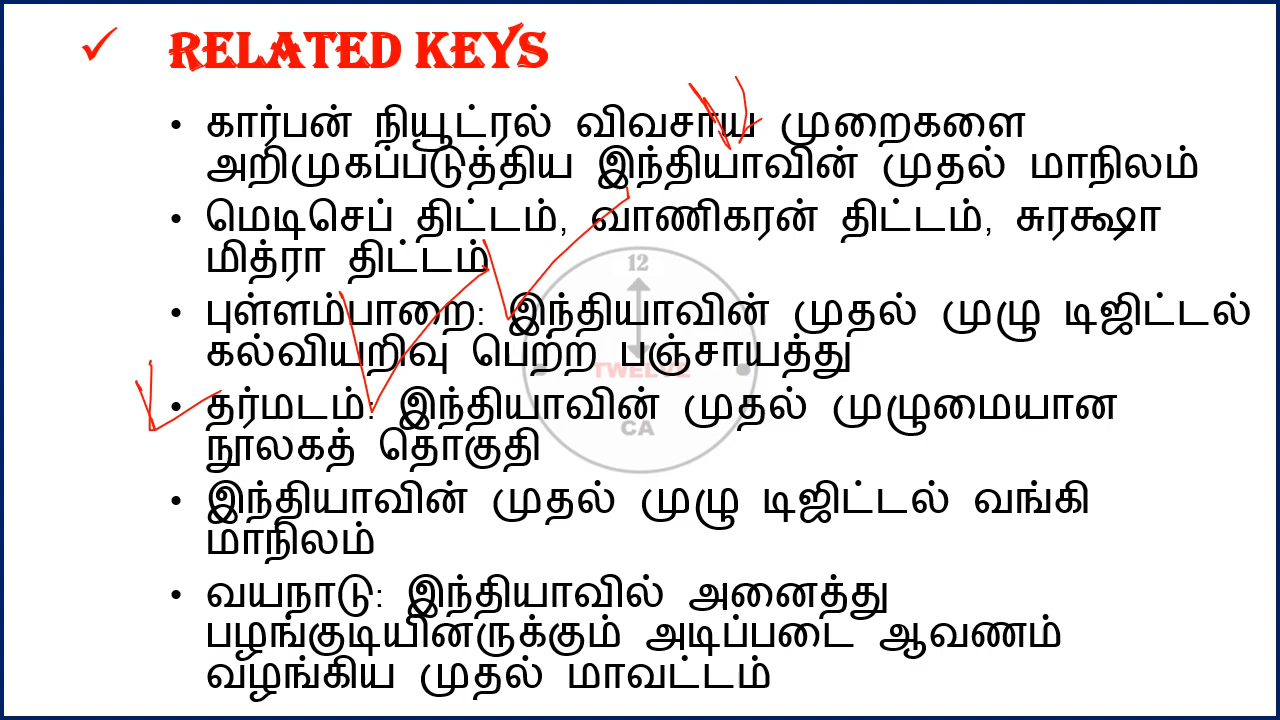 RELATED KEYS
• கார்பன் நியூட்ரல் விவசாய முறைகளை
அறிமுகப்படுத்திய இந்தியாவின் முதல் மாநிலம்
• மெடிசெப் திட்டம், வாணிகரன் திட்டம், சுரக்ஷா
மித்ரா திட்டம்
12
• புள்ளம்பாறை: இந்தியாவின் முதல் முழு டிஜிட்டல்
கல்வியறிவு பெற்ற பஞ்சாயத்து
TWELVE
• தர்மடம்: இந்தியாவின் முதல் முழுமையான
CA
நூலகத் தொகுதி
• இந்தியாவின் முதல் முழு டிஜிட்டல் வங்கி
மாநிலம்
• வயநாடு: இந்தியாவில் அனைத்து
பழங்குடியினருக்கும் அடிப்படை ஆவணம்
வழங்கிய முதல் மாவட்டம்